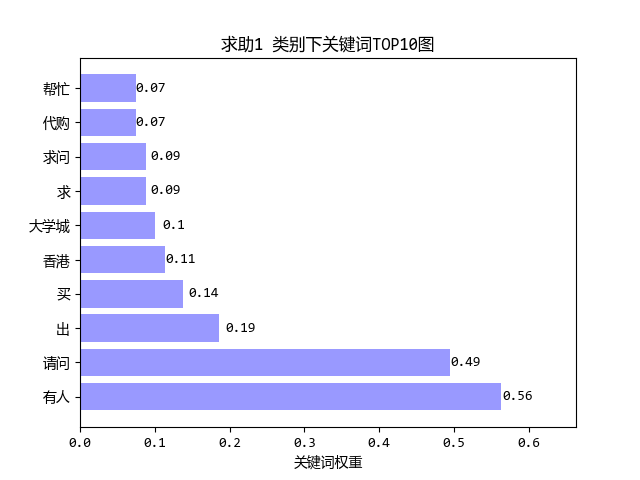 求助1 类别下关键词TOP10图
帮忙 0.07
代购 0.07
求问 0.09
求 0.09
大学城 0.1
香港 0.11
买 0.14
出 0.19
请问 0.49
有人 0.56
0.0 0.1 0.2 0.3 0.4 0.5 0.6
关键词权重